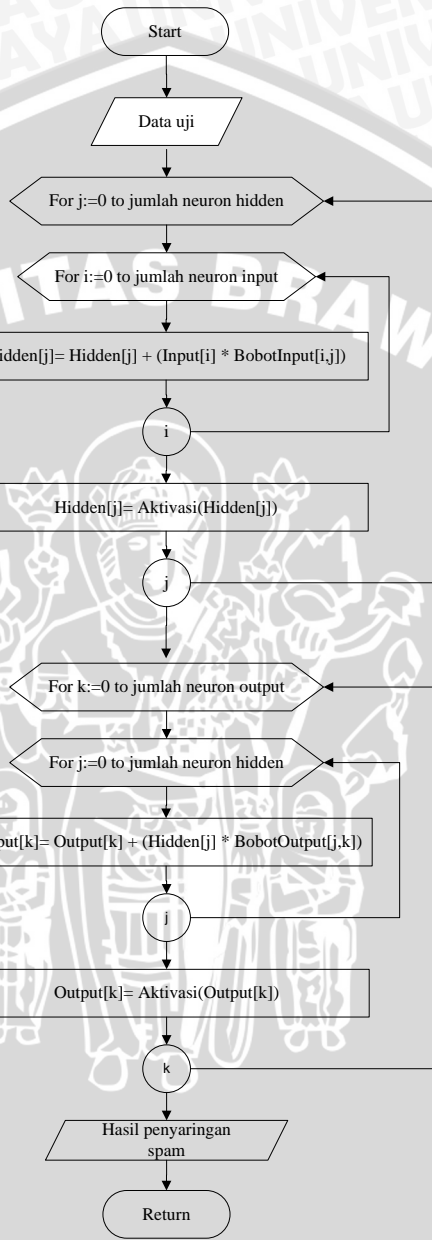 Start
Data uji
For j:=0 to jumlah neuron hidden
For i:=0 to jumlah neuron input
idden[j]= Hidden[j] + (Input[i] * BobotInput[i,j])
i
Hidden[j]= Aktivasi(Hidden[j])
j
For k:=0 to jumlah neuron output
For j:=0 to jumlah neuron hidden
put[k]= Output[k] + (Hidden[j] * BobotOutput[j,k])
j
Output[k]= Aktivasi(Output[k])
k
Hasil penyaringan
spam
Return